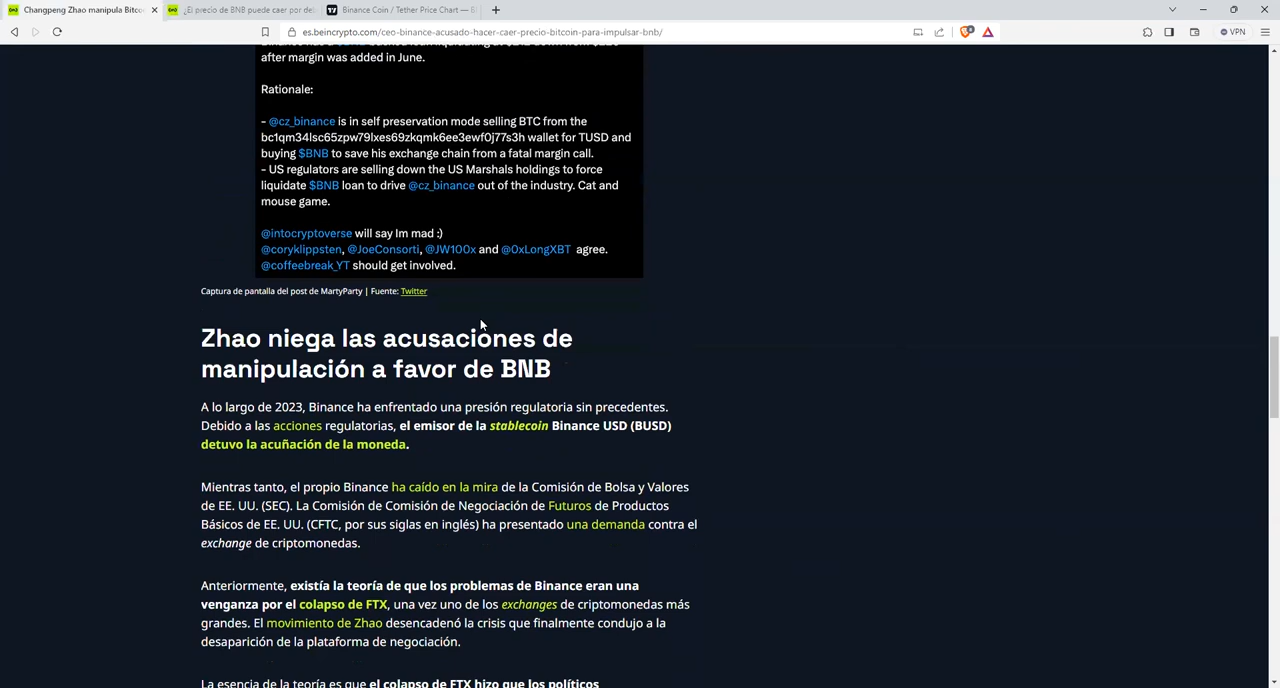 Changpeng Zhao manipula Bitco
¿El precio de BNB puede caer por de
Binance Coin / Tether Price Chart — B
es.beincrypto.com/ceo-binance-acusado-hacer-caer-precio-bitcoin-para-impulsar-bnb/
VPN
after margin was added in June.
Rationale:
- @cz_binance is in self preservation mode selling BTC from the
bc1qm34lsc65zpw79lxes69zkqmk6ee3ewf0j77s3h wallet for TUSD and
buying $BNB to save his exchange chain from a fatal margin call.
- US regulators are selling down the US Marshals holdings to force
liquidate $BNB loan to drive @cz_binance out of the industry. Cat and
mouse game.
@intocryptoverse will say Im mad :)
@coryklippsten, @JoeConsorti, @JW100x and @0xLongXBT agree.
@coffeebreak_YT should get involved.
Captura de pantalla del post de MartyParty | Fuente: Twitter
Zhao niega las acusaciones de
manipulación a favor de BNB
A lo largo de 2023, Binance ha enfrentado una presión regulatoria sin precedentes.
Debido a las acciones regulatorias, el emisor de la stablecoin Binance USD (BUSD)
detuvo la acuñación de la moneda.
Mientras tanto, el propio Binance ha caído en la mira de la Comisión de Bolsa y Valores
de EE. UU. (SEC). La Comisión de Comisión de Negociación de Futuros de Productos
Básicos de EE. UU. (CFTC, por sus siglas en inglés) ha presentado una demanda contra el
exchange de criptomonedas.
Anteriormente, existía la teoría de que los problemas de Binance eran una
venganza por el colapso de FTX, una vez uno de los exchanges de criptomonedas más
grandes. El movimiento de Zhao desencadenó la crisis que finalmente condujo a la
desaparición de la plataforma de negociación.
La esencia de la teoría es que el colapso de FTX hizo que los políticos